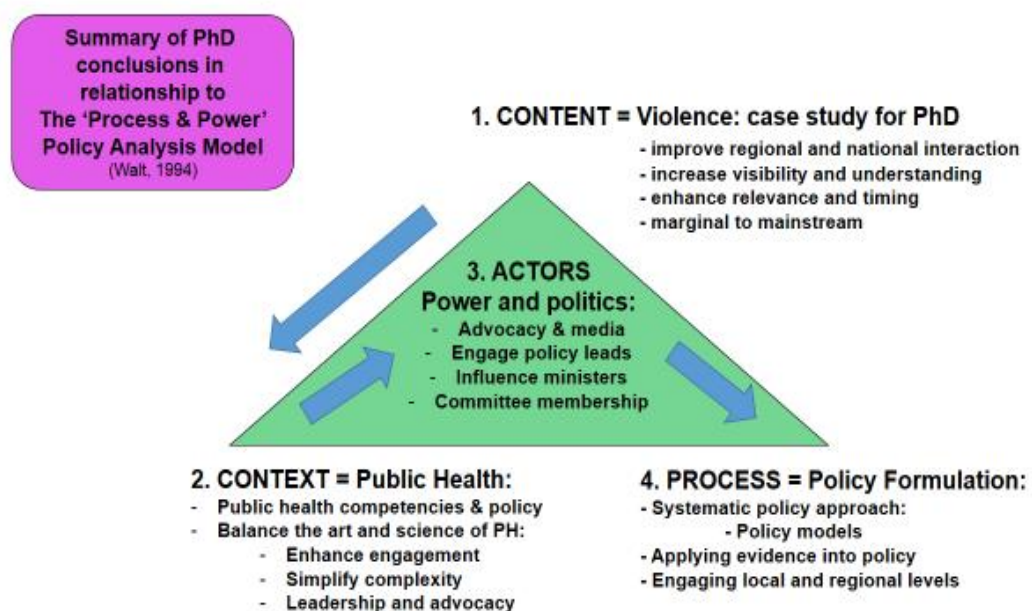 Summary of PhD
conclusions in
relationship to
The ‘Process & Power’
Policy Analysis Model
(Walt, 1994)
1. CONTENT = Violence: case study for PhD
- improve regional and national interaction
- increase visibility and understanding
- enhance relevance and timing
- marginal to mainstream
3. ACTORS
Power and politics:
- Advocacy & media
- Engage policy leads
- Influence ministers
- Committee membership
2. CONTEXT = Public Health:
- Public health competencies & policy
- Balance the art and science of PH:
- Enhance engagement
- Simplify complexity
- Leadership and advocacy
4. PROCESS = Policy Formulation:
- Systematic policy approach:
- Policy models
- Applying evidence into policy
- Engaging local and regional levels